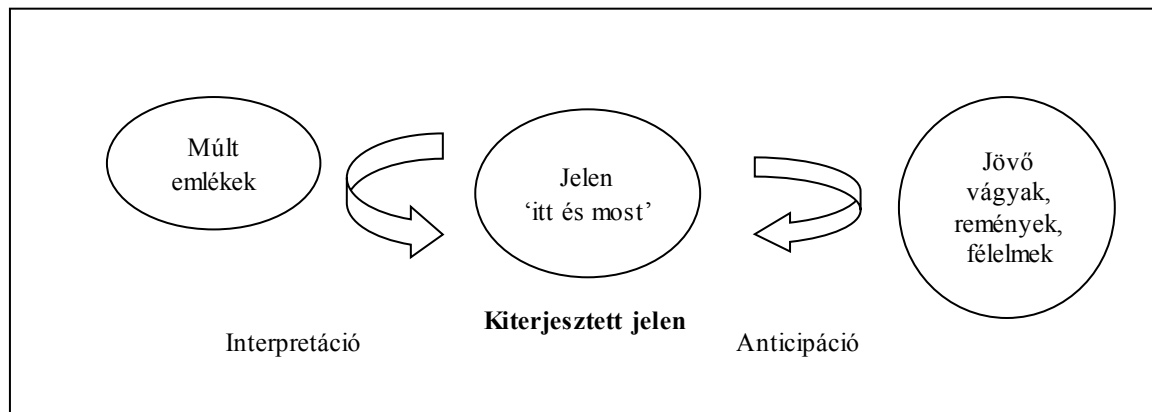 Múlt
emlékek
Jelen
‘itt és most’
Jövő
vágyak,
remények,
félelmek
Kiterjesztett jelen
Interpretáció
Anticipáció